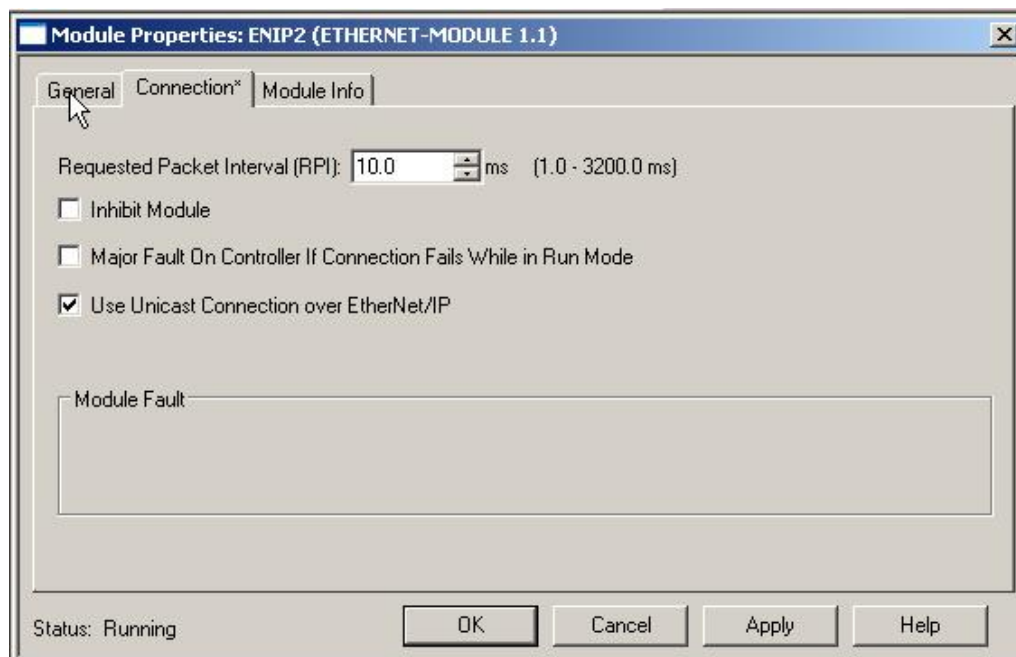 Module Properties: ENIP2 (ETHERNET-MODULE 1.1)
General Connection* Module Info
Requested Packet Interval (RPI): 10.0 ms (1.0 - 3200.0 ms)
Inhibit Module
Major Fault On Controller If Connection Fails While in Run Mode
Use Unicast Connection over EtherNet/IP
Module Fault
Status: Running OK Cancel Apply Help